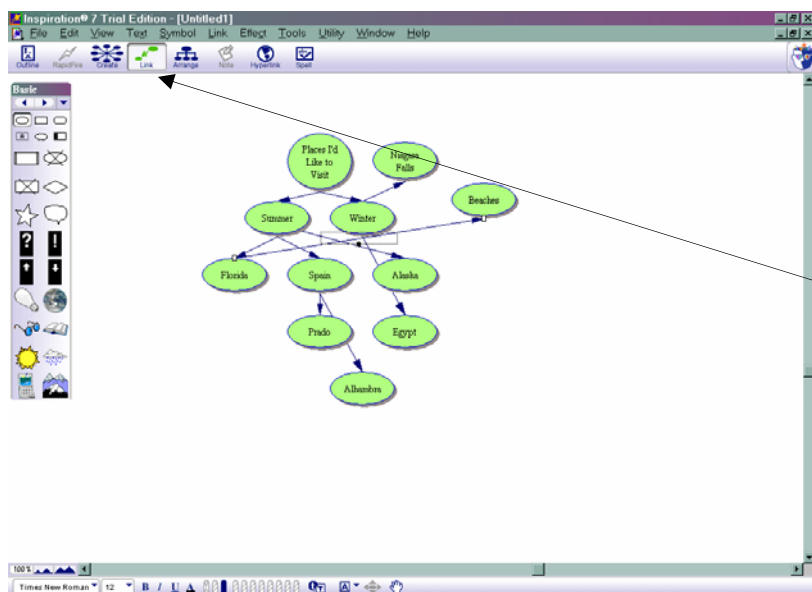 Inspiration® 7 Trial Edition - [Untitled1]
File Edit View Text Symbol Link Effect Tools Utility Window Help
Outline RapidFire Create Link Arrange Note Hyperlink Spell
Basic
Places I'd
Like to
Visit
Niagara
Falls
Beaches
Summer Winter
Florida Spain Alaska
Prado Egypt
Alhambra
100%
Times New Roman 12 B I U A